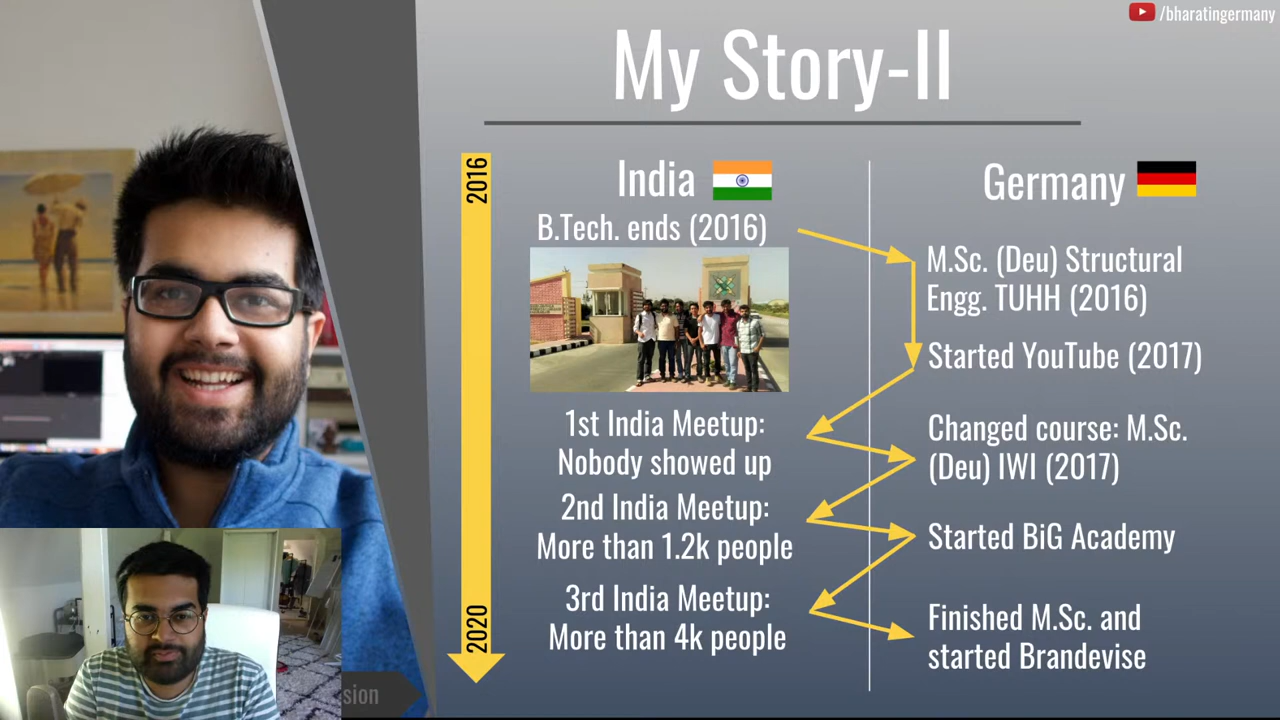 /bharatingermany
My Story-II
2016
India
Germany
B.Tech. ends (2016)
M.Sc. (Deu) Structural
Engg. TUHH (2016)
Started YouTube (2017)
1st India Meetup:
Nobody showed up
Changed course: M.Sc.
(Deu) IWI (2017)
2nd India Meetup:
More than 1.2k people
Started BiG Academy
3rd India Meetup:
More than 4k people
Finished M.Sc. and
started Brandevise
2020
sion